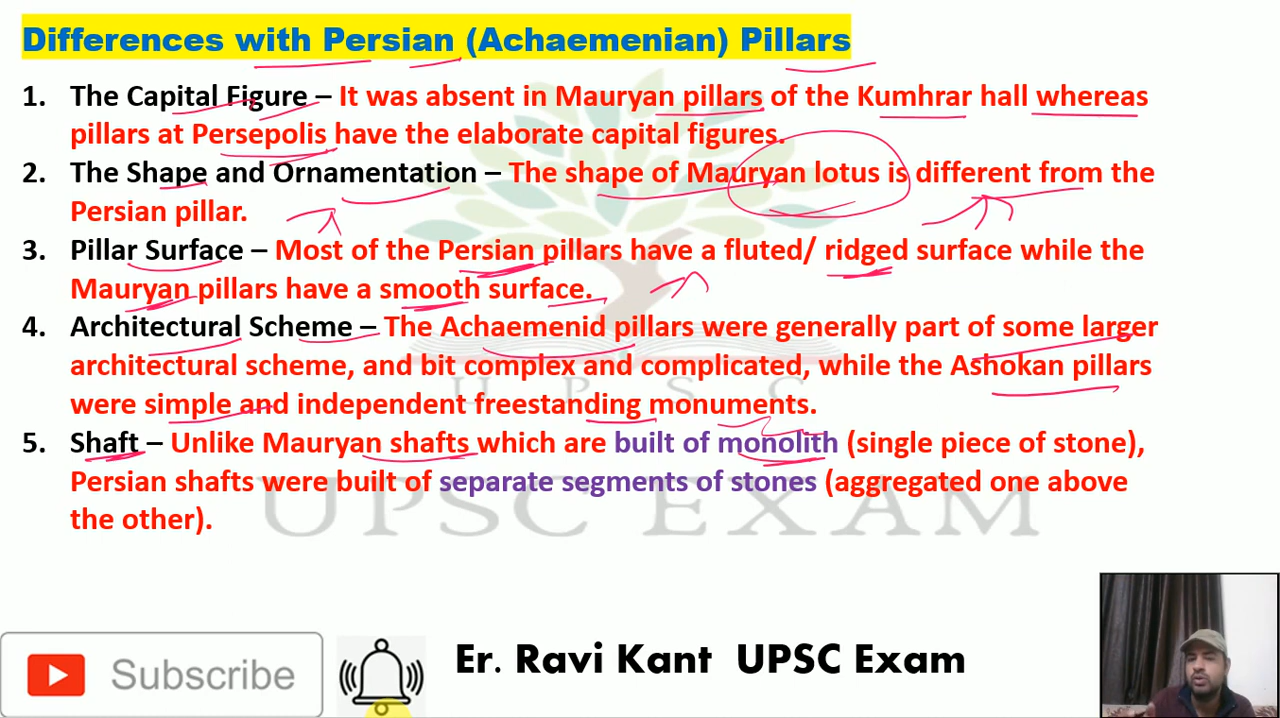 Differences with Persian (Achaemenian) Pillars
1. The Capital Figure – It was absent in Mauryan pillars of the Kumhrar hall whereas
pillars at Persepolis have the elaborate capital figures.
2. The Shape and Ornamentation – The shape of Mauryan lotus is different from the
Persian pillar.
3. Pillar Surface – Most of the Persian pillars have a fluted/ ridged surface while the
Mauryan pillars have a smooth surface.
4. Architectural Scheme – The Achaemenid pillars were generally part of some larger
architectural scheme, and bit complex and complicated, while the Ashokan pillars
were simple and independent freestanding monuments.
5. Shaft – Unlike Mauryan shafts which are built of monolith (single piece of stone),
Persian shafts were built of separate segments of stones (aggregated one above
the other).
UPSC
UPSC EXAM
Subscribe
Er. Ravi Kant UPSC Exam